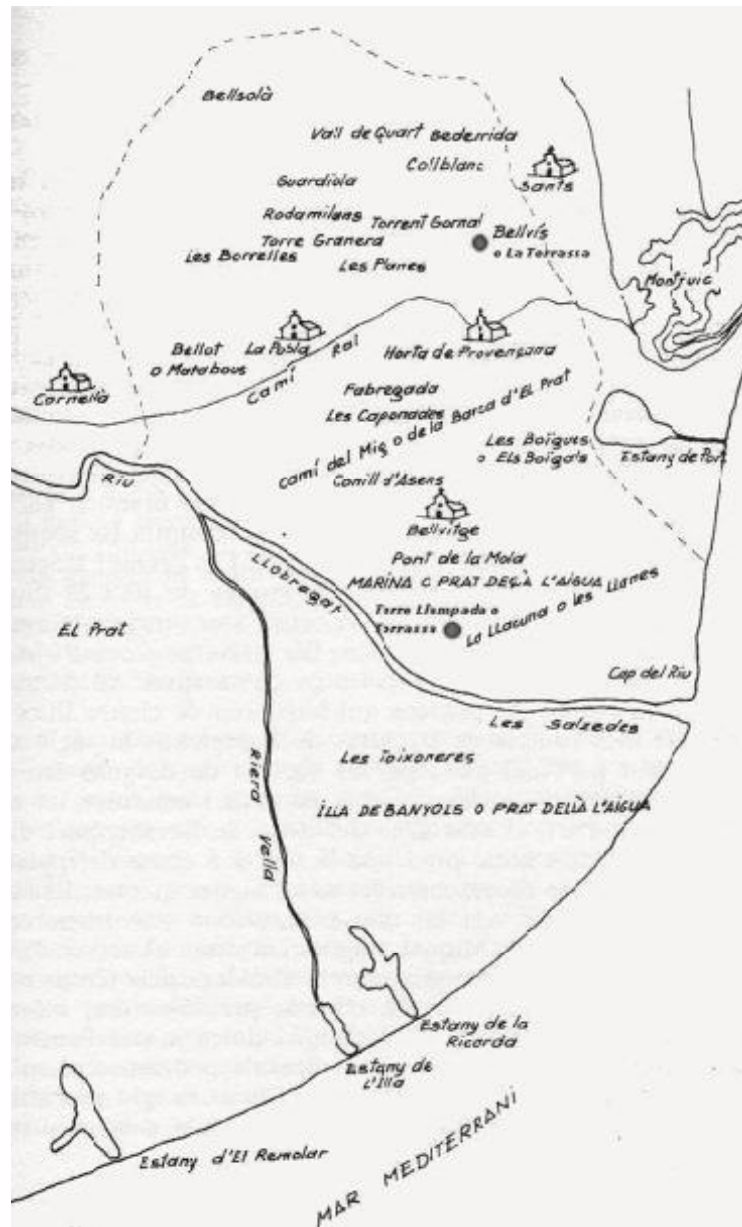 Bellsolà
Vall de Quart
Bederrida
Collblanc
Sants
Guardiola
Rodamilans
Torrent Gornal
Bellvís
o La Torrassa
Torre Granera
Les Borrelles
Les Planes
Montjuic
Bellot
o Matabous
La Pobla
Camí Ral
Horta de Provençana
Cornellà
Fabregada
Les Caponades
Camí del Mig o de la Barca d'El Prat
Les Boïgues
o Els Boïgals
Estany de Port
Riu
Conill d'Asens
Bellvitge
Llobregat
Pont de la Mola
MARINA O PRAT DEÇÀ L'AIGUA
El Prat
Torre Llampada o
Torrassa
La Llacuna o les Llanes
Cap del Riu
Les Salzedes
Les Toixoneres
Riera Vella
ILLA DE BANYOLS O PRAT DELLÀ L'AIGUA
Estany de la
Ricarda
Estany de
L'Illa
Estany d'El Remolar
MAR MEDITERRANI